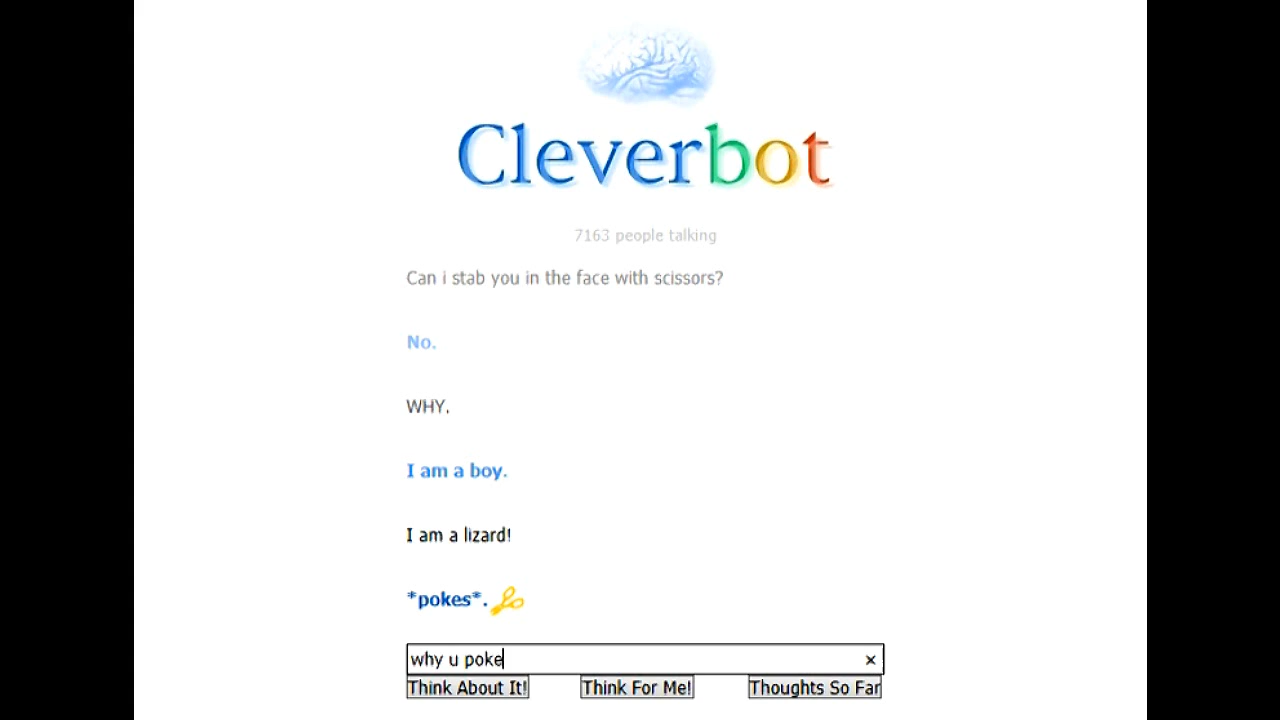 Cleverbot
7163 people talking
Can i stab you in the face with scissors?
No.
WHY.
I am a boy.
I am a lizard!
*pokes*.
why u poke ×
Think About It! Think For Me! Thoughts So Far